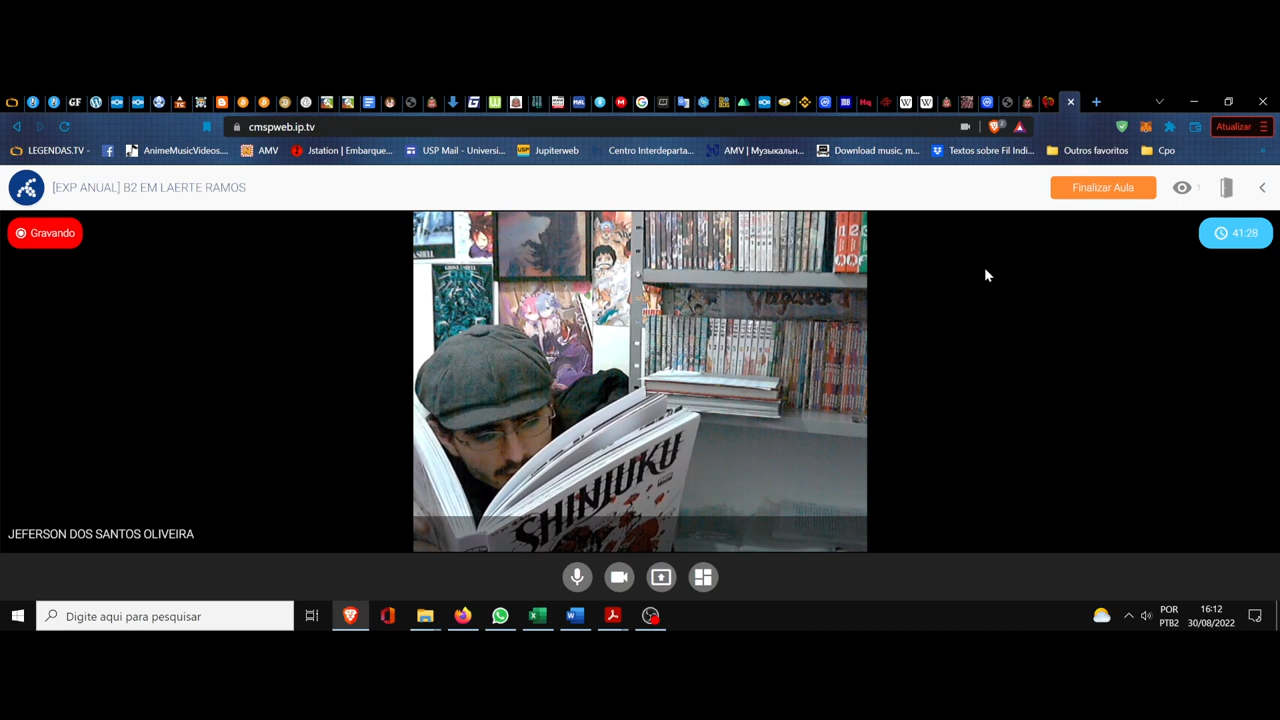 cmspweb.ip.tv
Atualizar
LEGENDAS.TV -
AnimeMusicVideos....
AMV
Jstation | Embarque...
USP Mail - Universi...
Jupiterweb
Centro Interdeparta...
AMV | Музыкальн...
Download music, m...
Textos sobre Fil Indi...
Outros favoritos
Cpo
[EXP ANUAL] B2 EM LAERTE RAMOS
Finalizar Aula
1
Gravando
41:28
SHINJUKU
JEFERSON DOS SANTOS OLIVEIRA
Digite aqui para pesquisar
POR
PTB2
16:12
30/08/2022